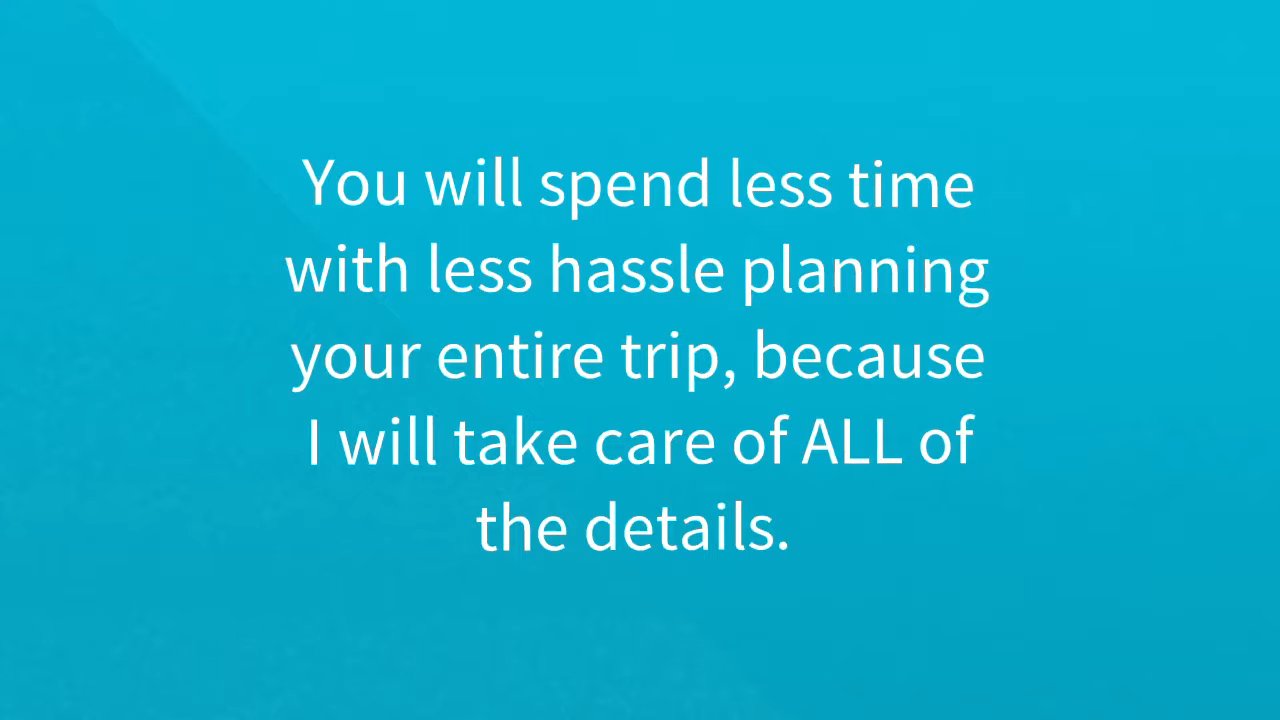 You will spend less time
with less hassle planning
your entire trip, because
I will take care of ALL of
the details.